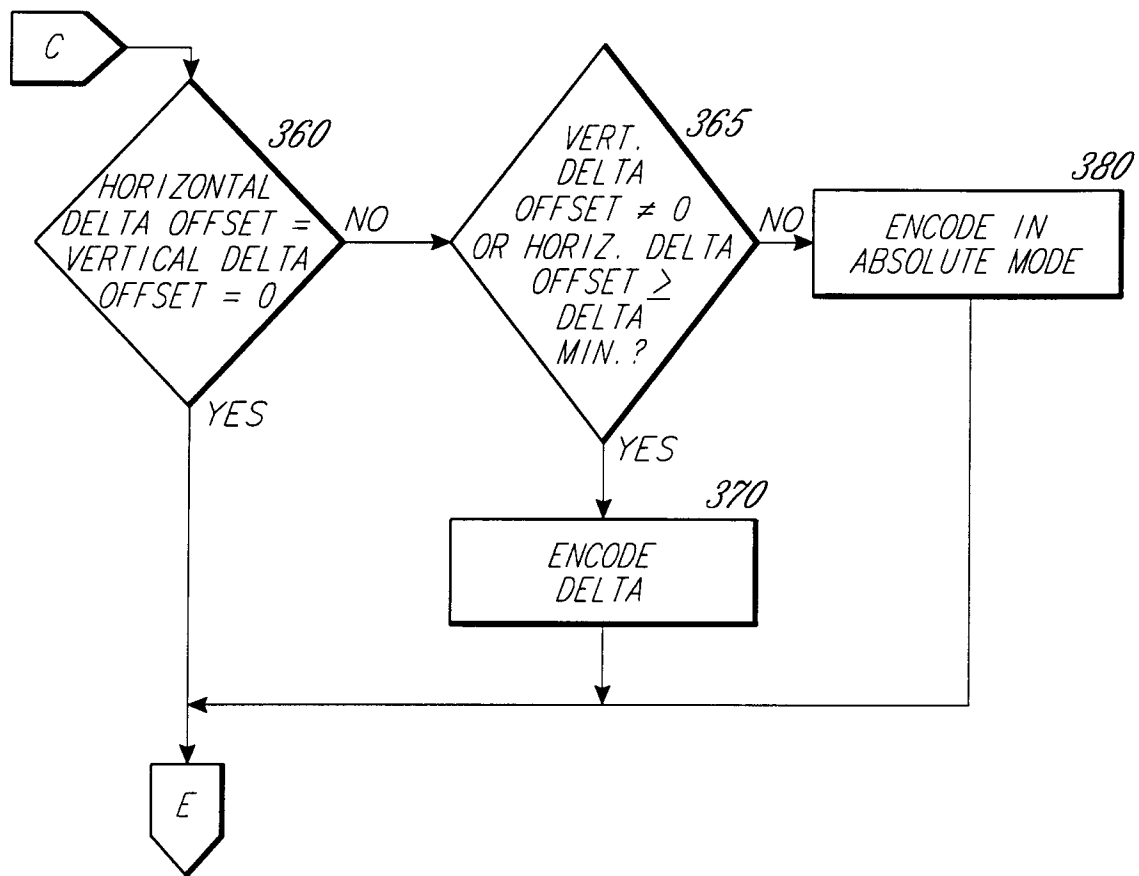 C
360
HORIZONTAL
DELTA OFFSET =
VERTICAL DELTA
OFFSET = 0
NO
YES
365
VERT.
DELTA
OFFSET ≠ 0
OR HORIZ. DELTA
OFFSET ≥
DELTA
MIN.?
NO
YES
380
ENCODE IN
ABSOLUTE MODE
370
ENCODE
DELTA
E